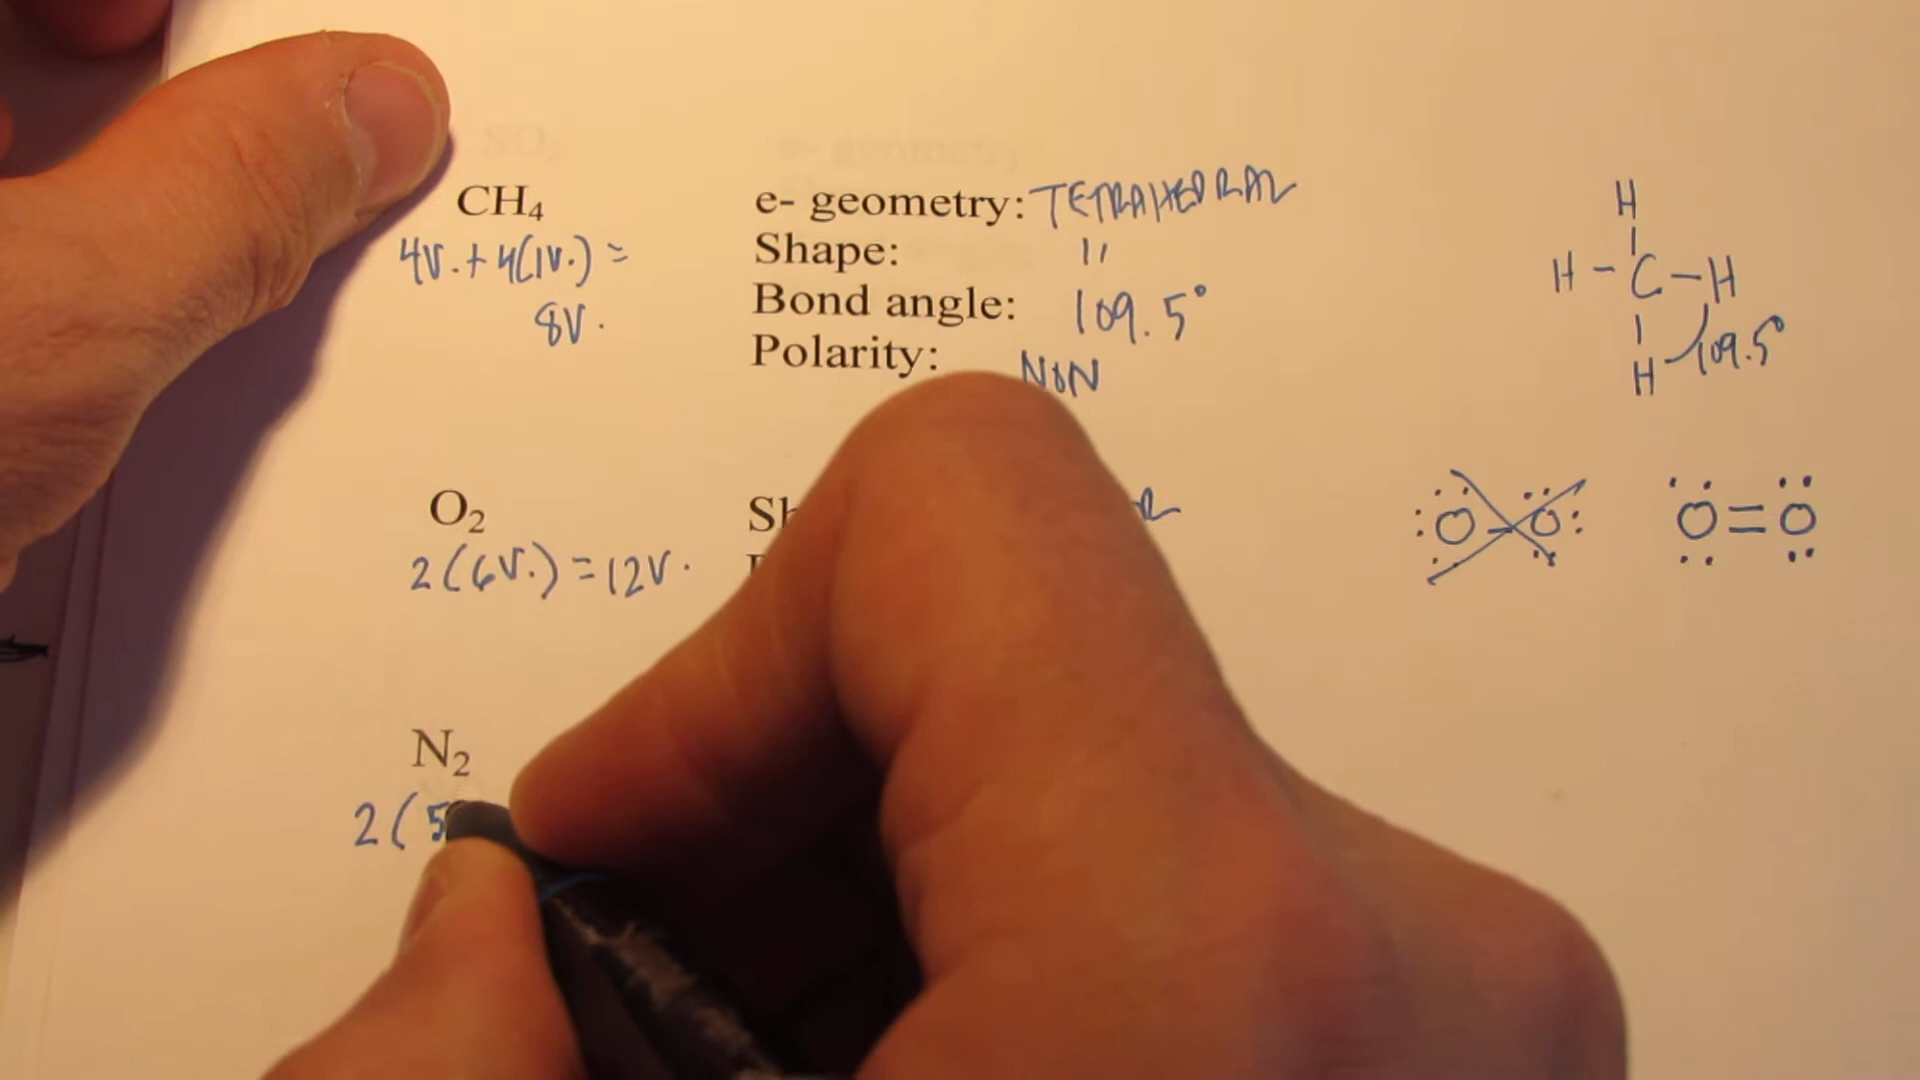 CH₄
4V. + 4(1V.) =
8V.
e- geometry: TETRAHEDRAL
Shape: 11
Bond angle: 109.5°
Polarity: NON
H
H - C - H
H 109.5°
O₂
2(6V.) = 12V.
:O-O: O=O
N₂
2(5